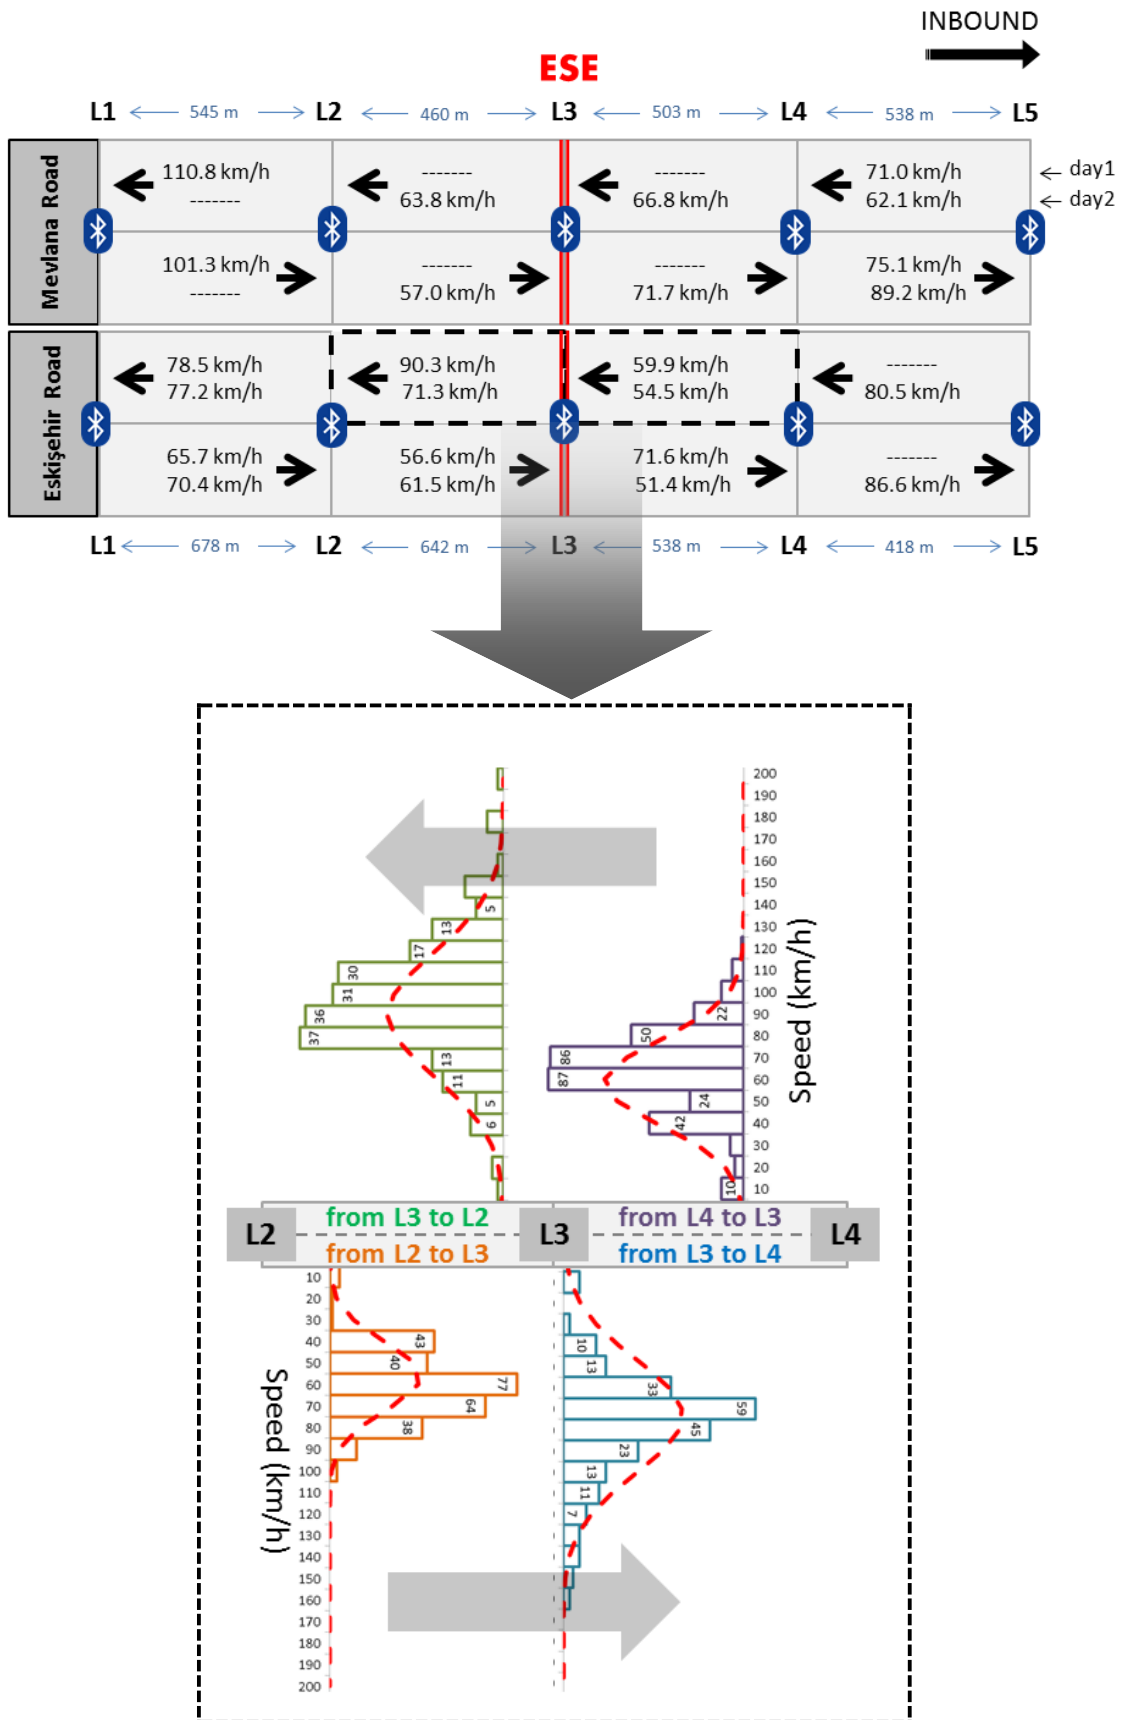 INBOUND
ESE
L1 545 m L2 460 m L3 503 m L4 538 m L5
Mevlana Road
110.8 km/h ------- ------- 71.0 km/h day1
------- 63.8 km/h 66.8 km/h 62.1 km/h day2
101.3 km/h ------- ------- 75.1 km/h
------- 57.0 km/h 71.7 km/h 89.2 km/h
Eskişehir Road
78.5 km/h 90.3 km/h 59.9 km/h -------
77.2 km/h 71.3 km/h 54.5 km/h 80.5 km/h
65.7 km/h 56.6 km/h 71.6 km/h -------
70.4 km/h 61.5 km/h 51.4 km/h 86.6 km/h
L1 678 m L2 642 m L3 538 m L4 418 m L5
200
190
180
170
160
150
5 140
13 130
17 120
30 110
31 100
36 22 90
37 50 80
13 86 70
11 87 60
5 24 50
6 42 40
30
20
10 10
Speed (km/h)
from L3 to L2 from L4 to L3
L2 L3 L4
from L2 to L3 from L3 to L4
10
20
30
40 43 10
50 40 13
60 77 33
70 64 59
80 38 45
90 23
100 13
110 11
120 7
130
140
150
160
170
180
190
200
Speed (km/h)